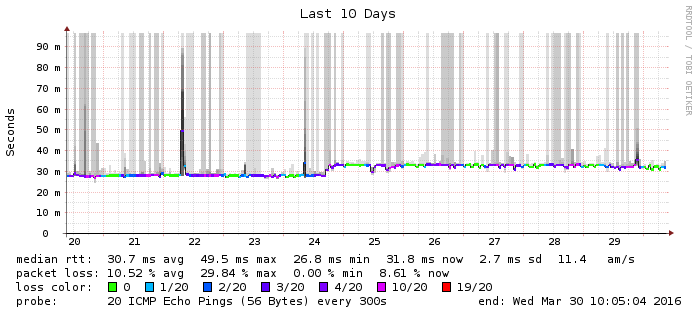 Last 10 Days
RRDTOOL / TOBI OETIKER
Seconds
90 m
80 m
70 m
60 m
50 m
40 m
30 m
20 m
10 m
0
20 21 22 23 24 25 26 27 28 29
median rtt: 30.7 ms avg 49.5 ms max 26.8 ms min 31.8 ms now 2.7 ms sd 11.4 am/s
packet loss: 10.52 % avg 29.84 % max 0.00 % min 8.61 % now
loss color: 0 1/20 2/20 3/20 4/20 10/20 19/20
probe: 20 ICMP Echo Pings (56 Bytes) every 300s end: Wed Mar 30 10:05:04 2016